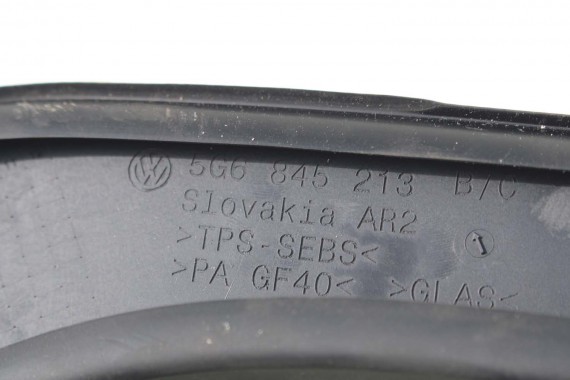 5G6 845 213 B/C
Slovakia AR2
>TPS-SEBS<
>PA GF40< >GLAS<